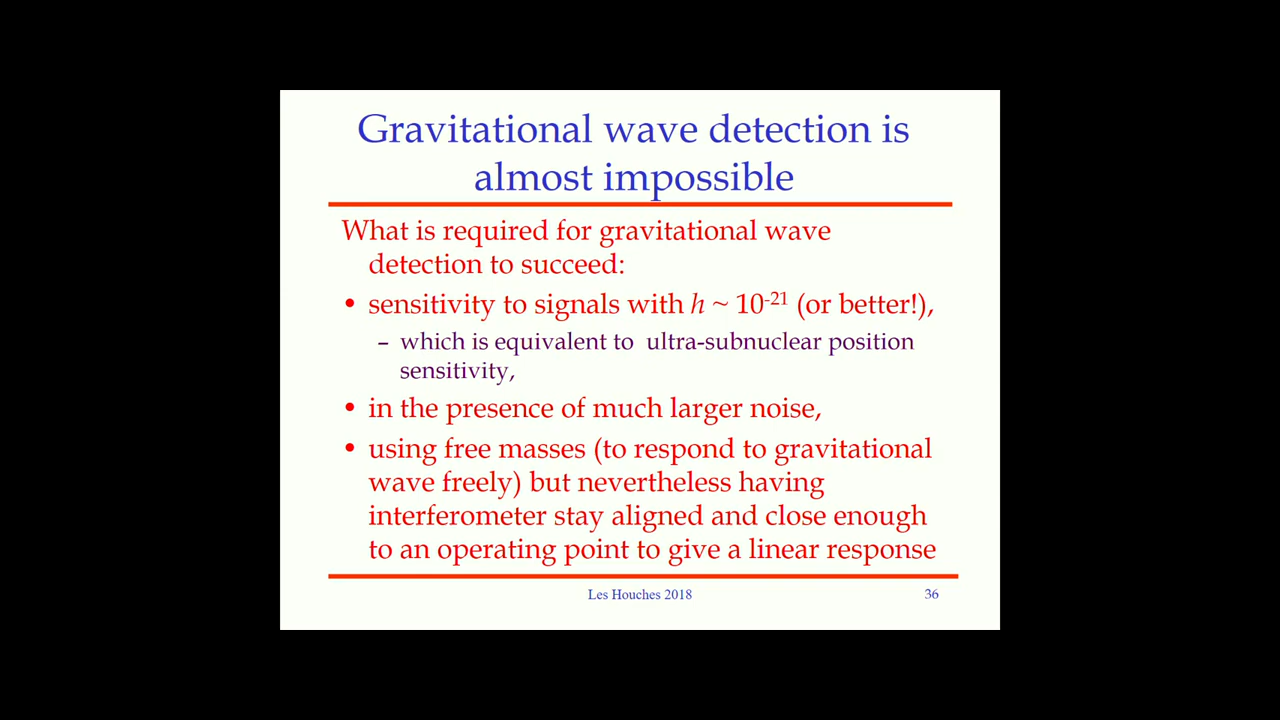 Gravitational wave detection is
almost impossible
What is required for gravitational wave
detection to succeed:
• sensitivity to signals with h ~ 10⁻²¹ (or better!),
– which is equivalent to ultra-subnuclear position
sensitivity,
• in the presence of much larger noise,
• using free masses (to respond to gravitational
wave freely) but nevertheless having
interferometer stay aligned and close enough
to an operating point to give a linear response
Les Houches 2018
36